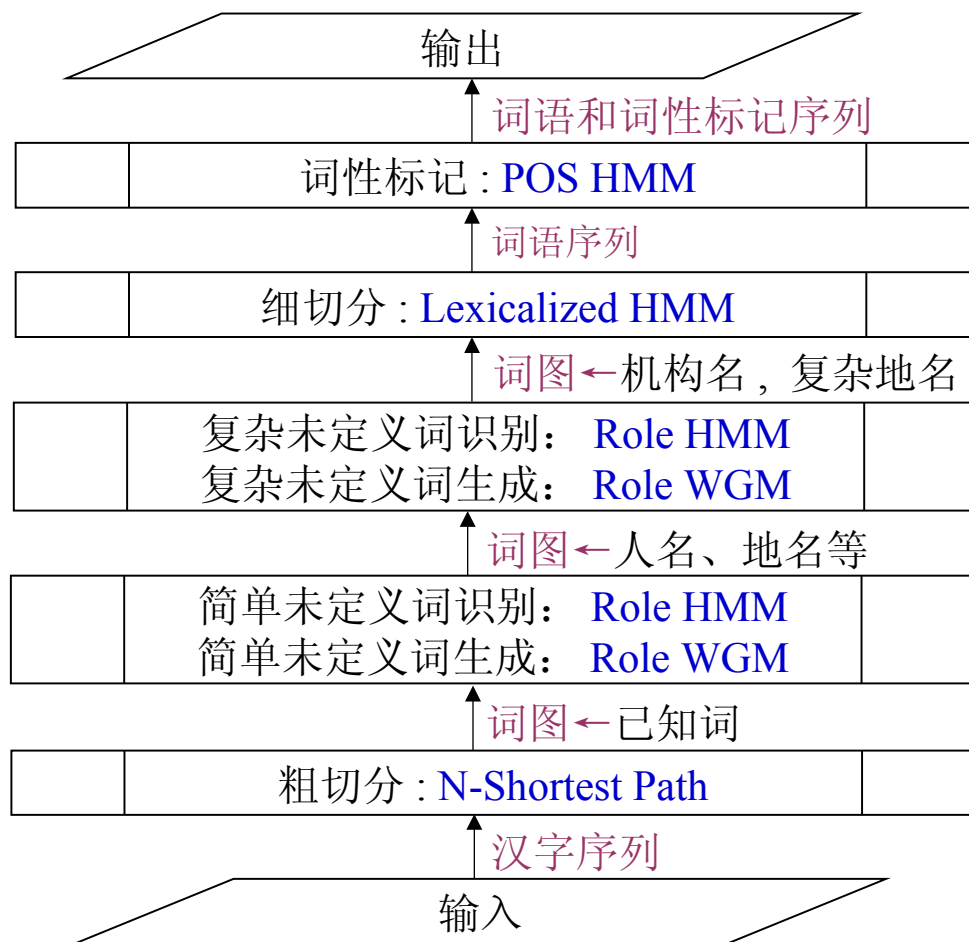 输出
词语和词性标记序列
词性标记 : POS HMM
词语序列
细切分 : Lexicalized HMM
词图←机构名 , 复杂地名
复杂未定义词识别： Role HMM
复杂未定义词生成： Role WGM
词图←人名、地名等
简单未定义词识别： Role HMM
简单未定义词生成： Role WGM
词图←已知词
粗切分 : N-Shortest Path
汉字序列
输入